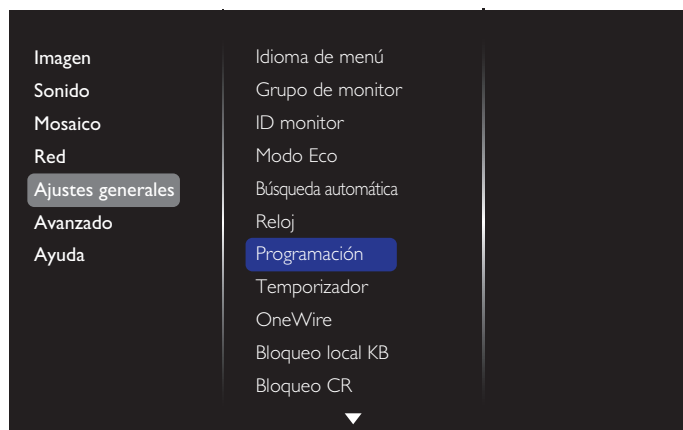 Imagen
Sonido
Mosaico
Red
Ajustes generales
Avanzado
Ayuda
Idioma de menú
Grupo de monitor
ID monitor
Modo Eco
Búsqueda automática
Reloj
Programación
Temporizador
OneWire
Bloqueo local KB
Bloqueo CR